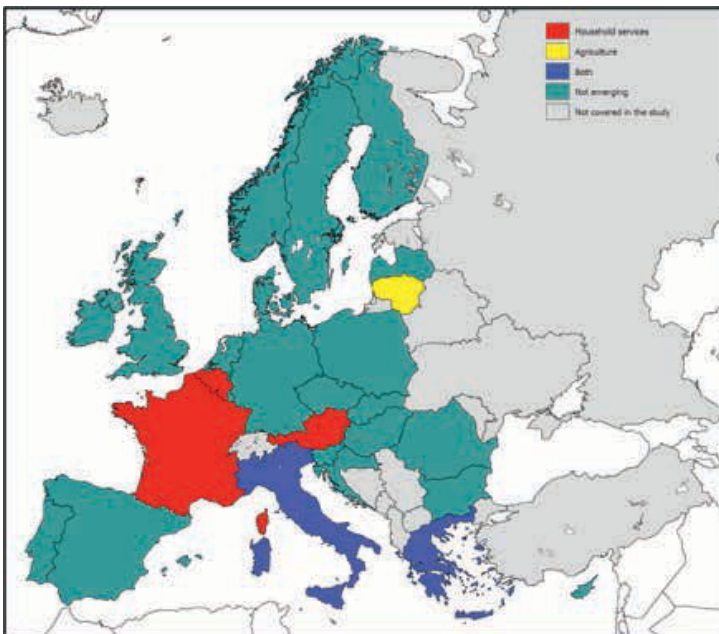 Household services
Agriculture
Both
Not emerging
Not covered in the study